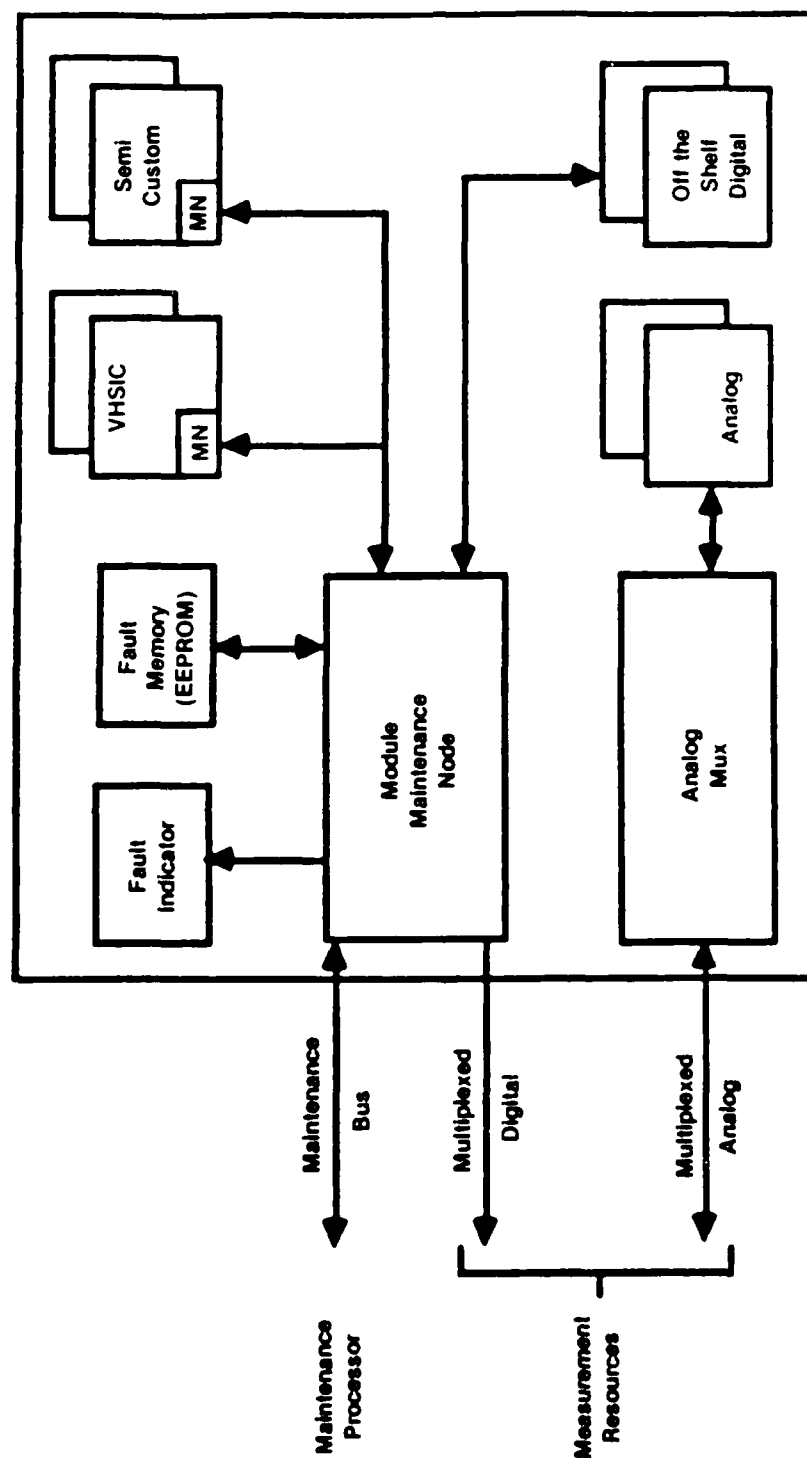 Semi
Custom
MN
VHSIC
MN
Off the
Shelf
Digital
Analog
Fault
Memory
(EEPROM)
Fault
Indicator
Module
Maintenance
Node
Analog
Mux
Maintenance
Bus
Multiplexed
Digital
Multiplexed
Analog
Maintenance
Processor
Measurement
Resources